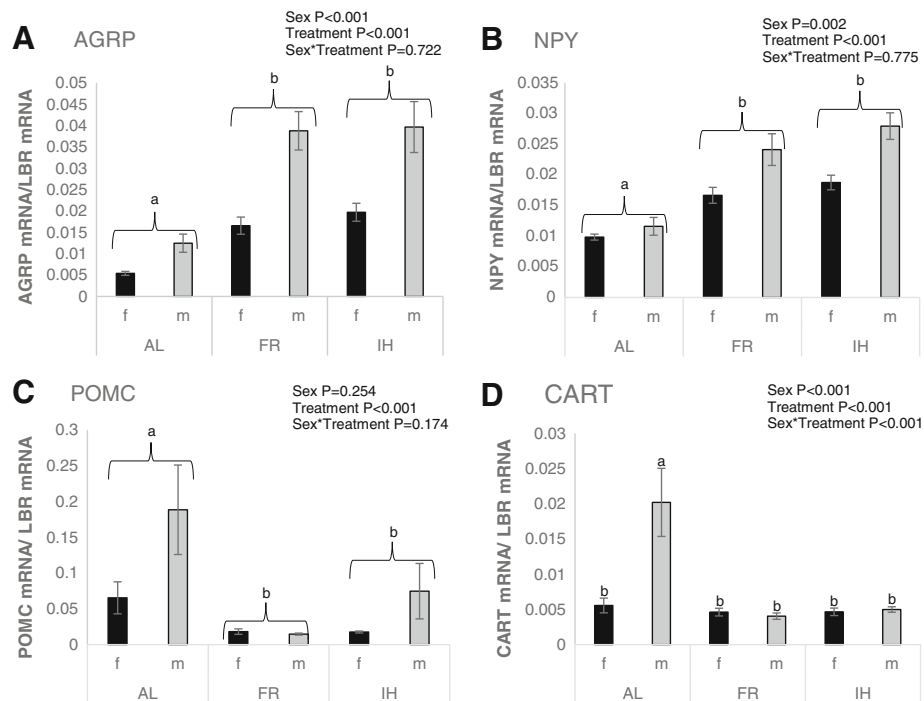 A
AGRP
Sex P<0.001
Treatment P<0.001
Sex*Treatment P=0.722
AGRP mRNA/LBR mRNA
0.05
0.045
0.04
0.035
0.03
0.025
0.02
0.015
0.01
0.005
0
a
b
b
f
m
f
m
f
m
AL
FR
IH
B
NPY
Sex P=0.002
Treatment P<0.001
Sex*Treatment P=0.775
NPY mRNA/LBR mRNA
0.035
0.03
0.025
0.02
0.015
0.01
0.005
0
a
b
b
f
m
f
m
f
m
AL
FR
IH
C
POMC
Sex P=0.254
Treatment P<0.001
Sex*Treatment P=0.174
POMC mRNA/ LBR mRNA
0.3
0.25
0.2
0.15
0.1
0.05
0
a
b
b
f
m
f
m
f
m
AL
FR
IH
D
CART
Sex P<0.001
Treatment P<0.001
Sex*Treatment P<0.001
CART mRNA/ LBR mRNA
0.03
0.025
0.02
0.015
0.01
0.005
0
b
a
b
b
b
b
f
m
f
m
f
m
AL
FR
IH